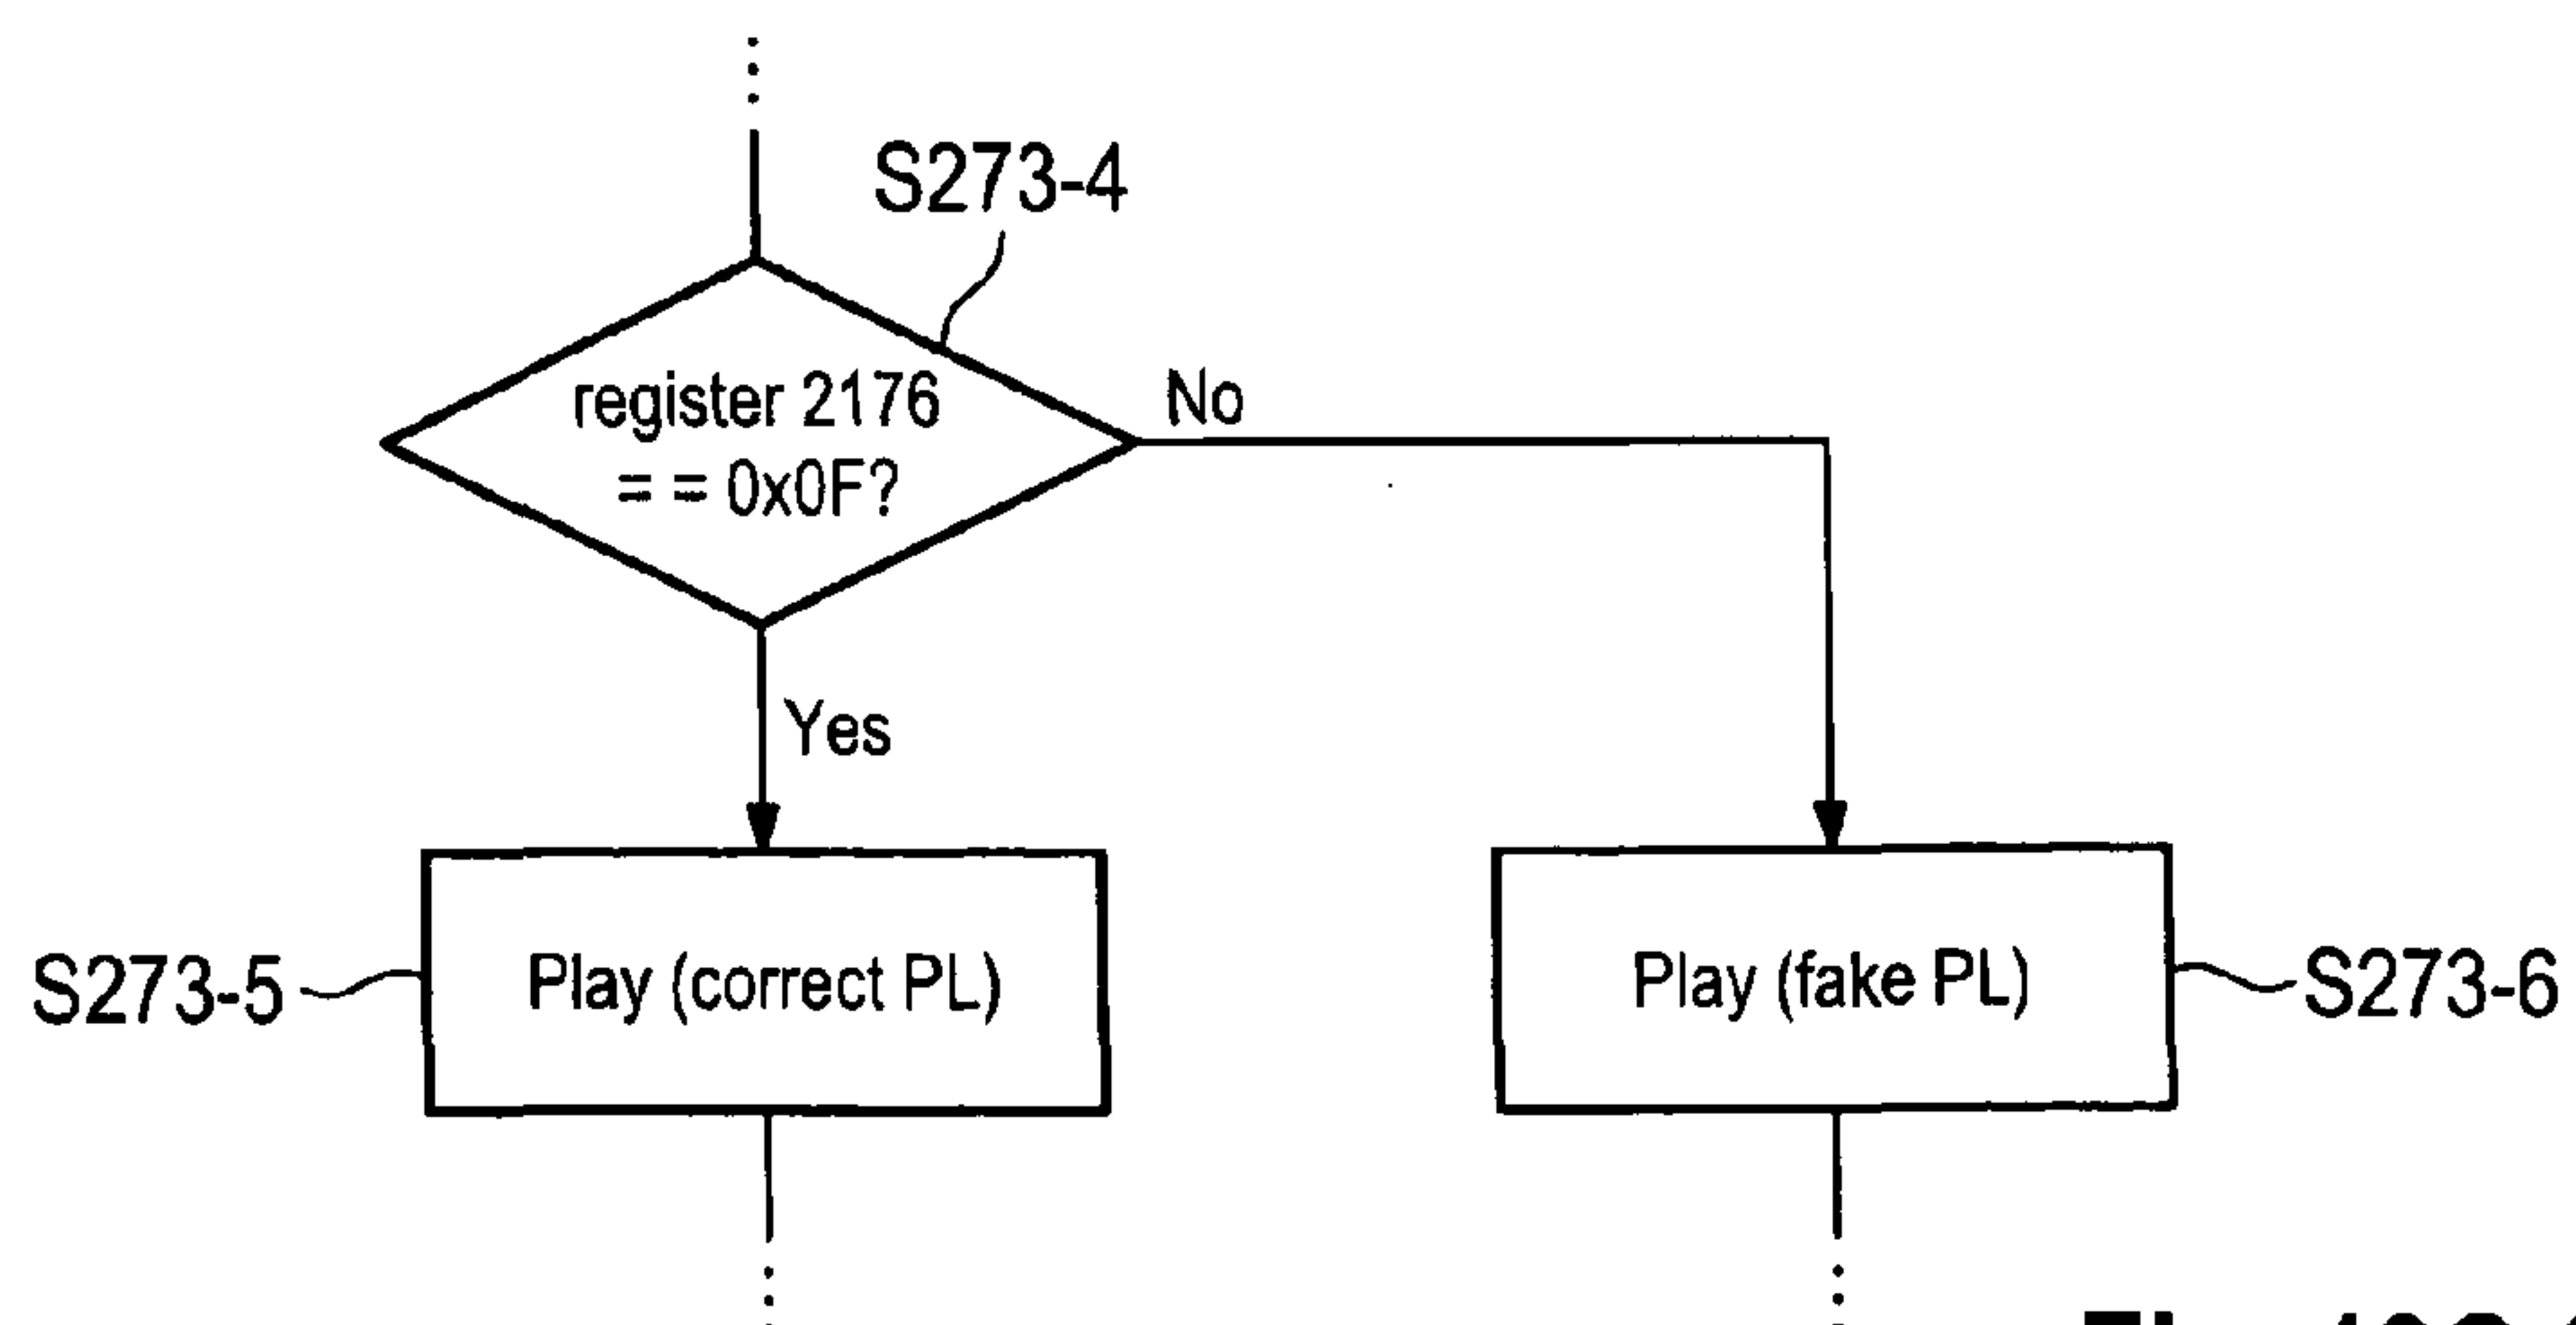 S273-4
register 2176
= = 0x0F?
No
Yes
S273-5
Play (correct PL)
Play (fake PL)
S273-6